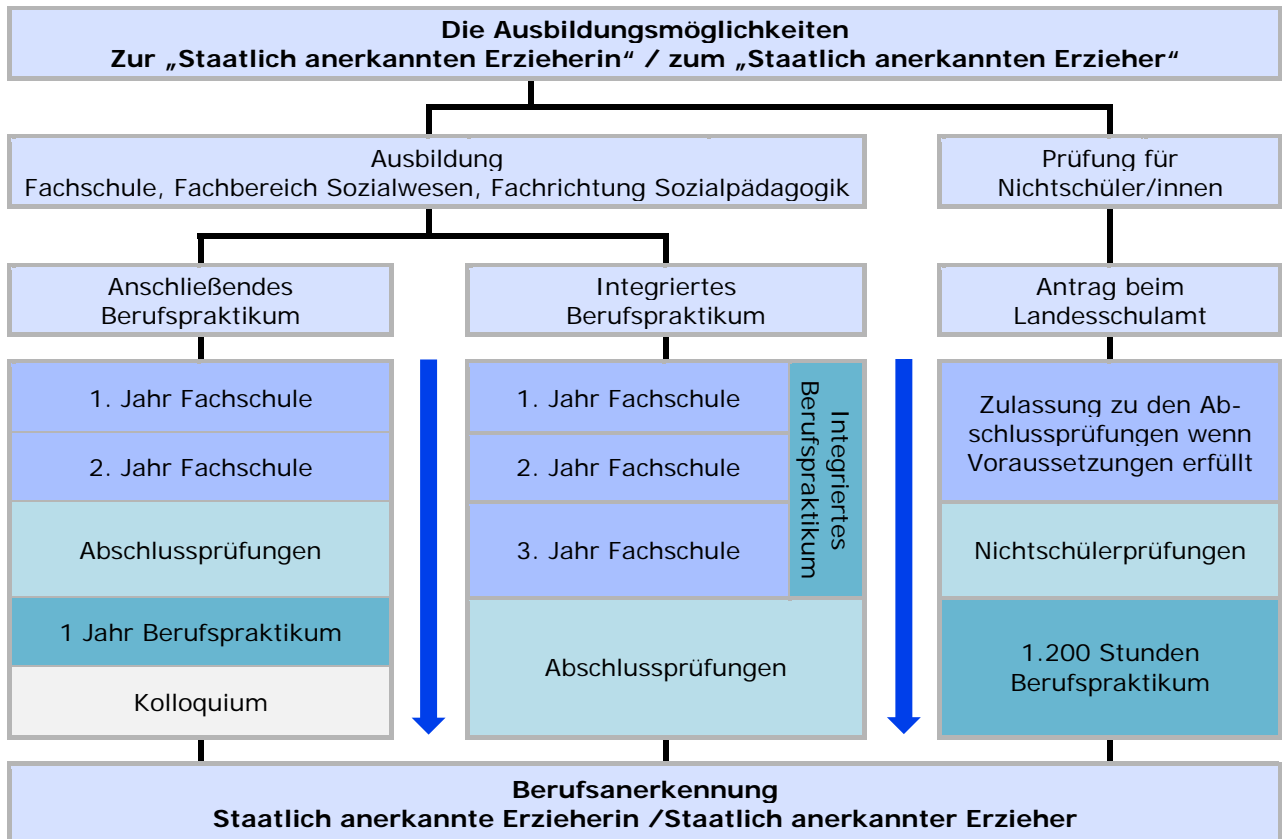 Die Ausbildungsmöglichkeiten
Zur „Staatlich anerkannten Erzieherin“ / zum „Staatlich anerkannten Erzieher“
Ausbildung
Fachschule, Fachbereich Sozialwesen, Fachrichtung Sozialpädagogik
Prüfung für
Nichtschüler/innen
Anschließendes
Berufspraktikum
Integriertes
Berufspraktikum
Antrag beim
Landesschulamt
1. Jahr Fachschule
2. Jahr Fachschule
Abschlussprüfungen
1 Jahr Berufspraktikum
Kolloquium
1. Jahr Fachschule
2. Jahr Fachschule
3. Jahr Fachschule
Integriertes
Berufspraktikum
Abschlussprüfungen
Zulassung zu den Ab-
schlussprüfungen wenn
Voraussetzungen erfüllt
Nichtschülerprüfungen
1.200 Stunden
Berufspraktikum
Berufsanerkennung
Staatlich anerkannte Erzieherin /Staatlich anerkannter Erzieher